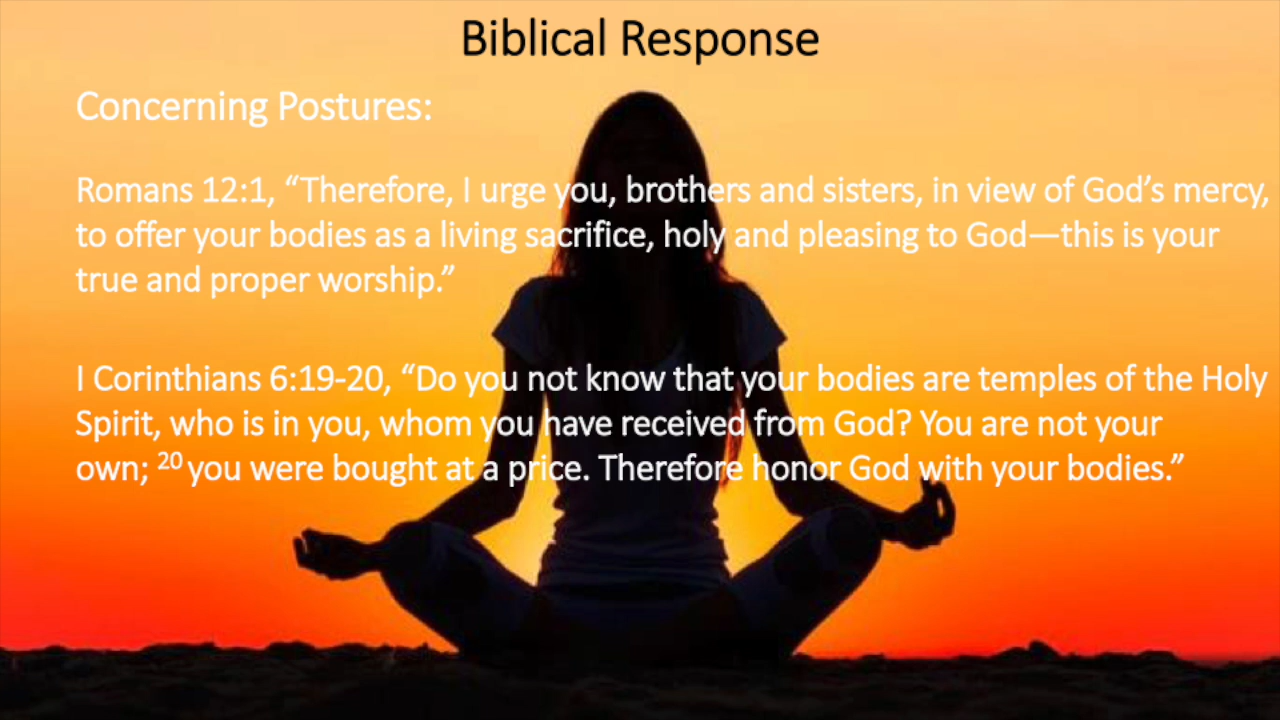 Biblical Response
Concerning Postures:
Romans 12:1, “Therefore, I urge you, brothers and sisters, in view of God’s mercy,
to offer your bodies as a living sacrifice, holy and pleasing to God—this is your
true and proper worship.”
I Corinthians 6:19-20, “Do you not know that your bodies are temples of the Holy
Spirit, who is in you, whom you have received from God? You are not your
own; 20 you were bought at a price. Therefore honor God with your bodies.”